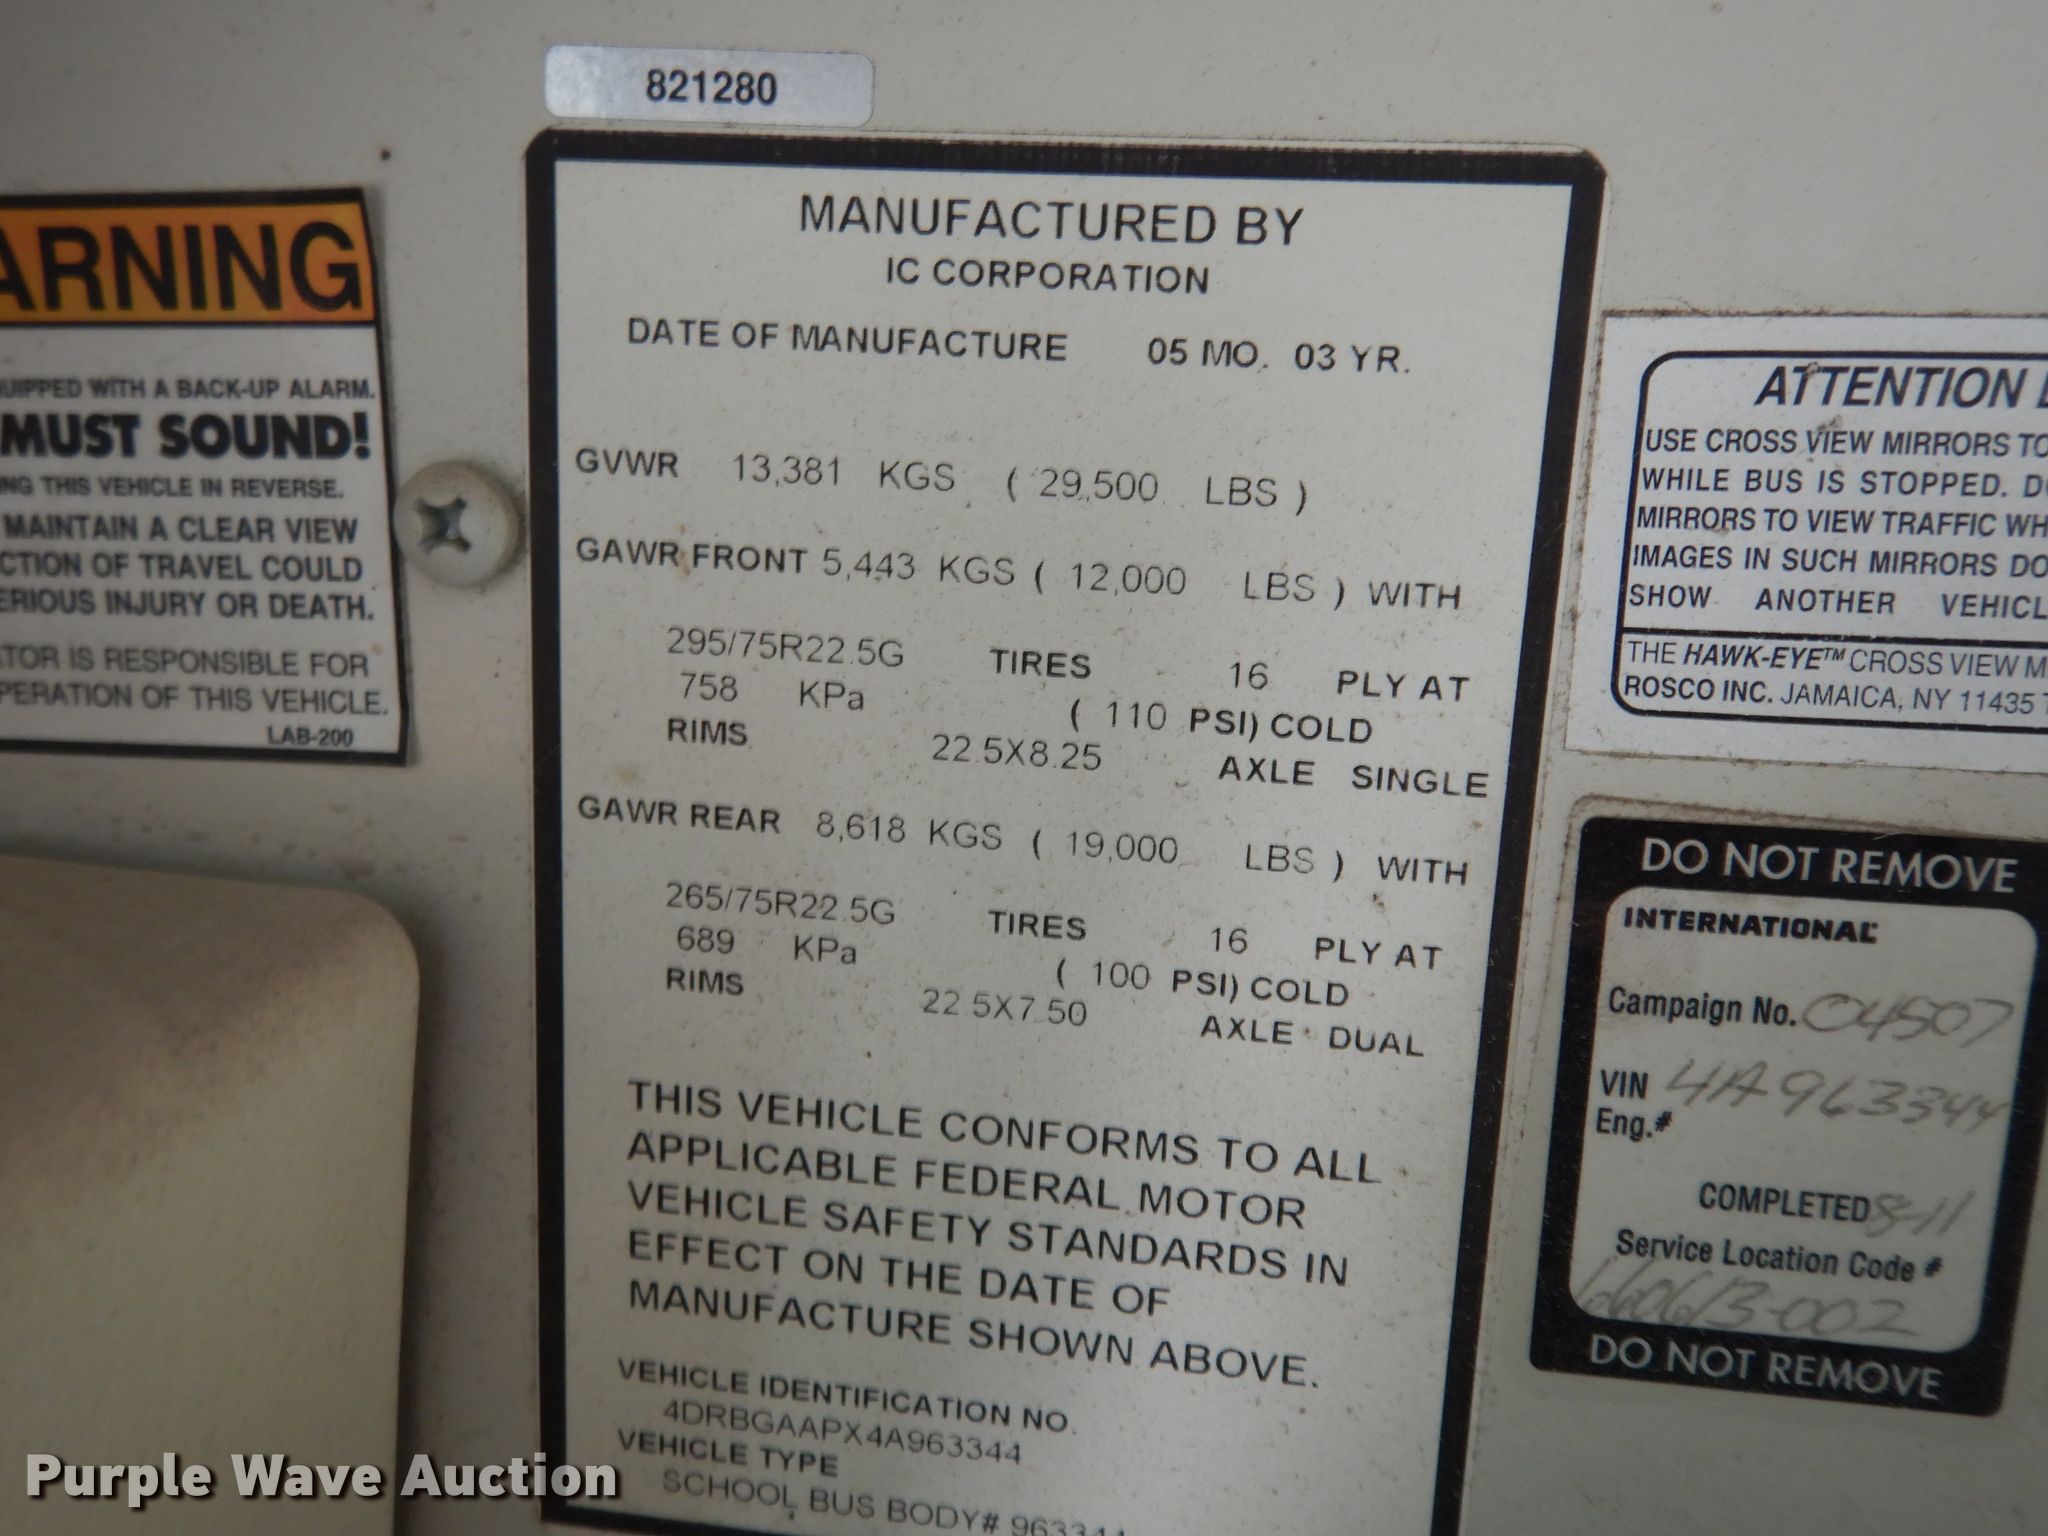 821280
ARNING
UIPPED WITH A BACK-UP ALARM.
MUST SOUND!
NG THIS VEHICLE IN REVERSE.
MAINTAIN A CLEAR VIEW
CTION OF TRAVEL COULD
ERIOUS INJURY OR DEATH.
TOR IS RESPONSIBLE FOR
PERATION OF THIS VEHICLE.
LAB-200
MANUFACTURED BY
IC CORPORATION
DATE OF MANUFACTURE 05 MO. 03 YR.
GVWR 13,381 KGS ( 29,500 LBS )
GAWR FRONT 5,443 KGS ( 12,000 LBS ) WITH
295/75R22.5G TIRES 16 PLY AT
758 KPa ( 110 PSI) COLD
RIMS 22.5X8.25 AXLE SINGLE
GAWR REAR 8,618 KGS ( 19,000 LBS ) WITH
265/75R22.5G TIRES 16 PLY AT
689 KPa ( 100 PSI) COLD
RIMS 22.5X7.50 AXLE DUAL
THIS VEHICLE CONFORMS TO ALL
APPLICABLE FEDERAL MOTOR
VEHICLE SAFETY STANDARDS IN
EFFECT ON THE DATE OF
MANUFACTURE SHOWN ABOVE.
VEHICLE IDENTIFICATION NO.
4DRBGAAPX4A963344
VEHICLE TYPE
SCHOOL BUS BODY# 963344
ATTENTION
USE CROSS VIEW MIRRORS TO
WHILE BUS IS STOPPED. DO
MIRRORS TO VIEW TRAFFIC WH
IMAGES IN SUCH MIRRORS DO
SHOW ANOTHER VEHICL
THE HAWK-EYE™ CROSS VIEW M
ROSCO INC. JAMAICA, NY 11435
DO NOT REMOVE
INTERNATIONAL
Campaign No. 04507
VIN 4A963344
Eng.#
COMPLETED 8-11
Service Location Code #
660613-002
DO NOT REMOVE
Purple Wave Auction